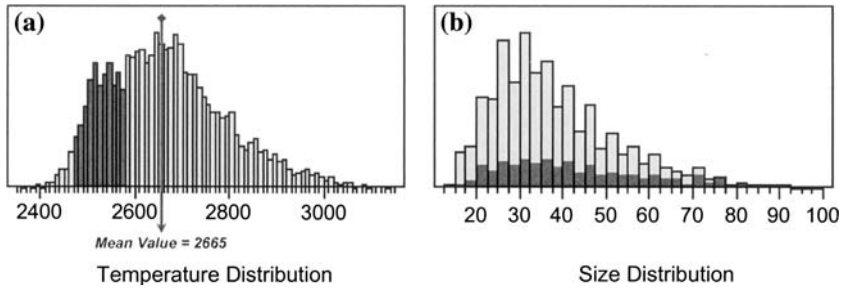 (a)
2400 2600 2800 3000
Mean Value = 2665
Temperature Distribution
(b)
20 30 40 50 60 70 80 90 100
Size Distribution